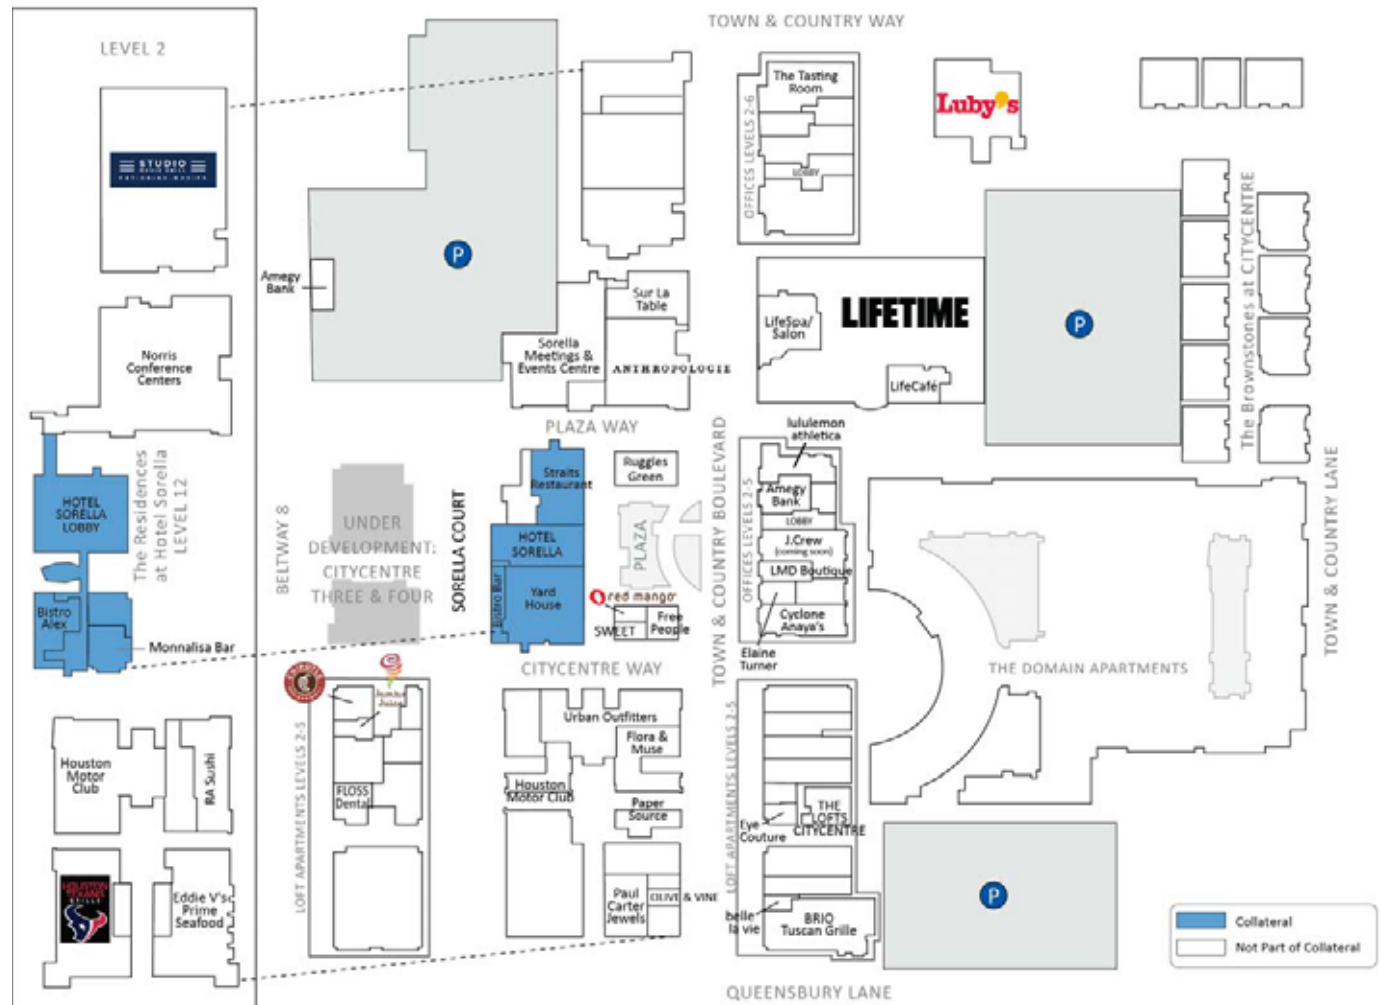 TOWN & COUNTRY WAY
LEVEL 2
STUDIO
MOVIE GRILL
The Tasting
Room
OFFICES LEVELS 2-6
LOBBY
Luby's
P
Amegy
Bank
The Brownstones at CITYCENTRE
Sur La
Table
LIFETIME
LifeSpa/
Salon
P
Norris
Conference
Centers
Sorella
Meetings &
Events Centre
ANTHROPOLOGIE
LifeCafé
PLAZA WAY
lululemon
athletica
The Residences
at Hotel Sorella
LEVEL 12
HOTEL
SORELLA
LOBBY
BELTWAY 8
UNDER
DEVELOPMENT:
CITYCENTRE
THREE & FOUR
SORELLA COURT
Straits
Restaurant
Ruggles
Green
HOTEL
SORELLA
PLAZA
TOWN & COUNTRY BOULEVARD
OFFICES LEVELS 2-5
Amegy
Bank
LOBBY
J.Crew
(coming soon)
LMD Boutique
TOWN & COUNTRY LANE
Bistro
Alex
Bistro Bar
Yard
House
red mango
SWEET
Free
People
Cyclone
Anaya's
Monnalisa Bar
Elaine
Turner
CITYCENTRE WAY
THE DOMAIN APARTMENTS
CHIPOTLE
Jamba
Juice
LOFT APARTMENTS LEVELS 2-5
Urban Outfitters
Flora &
Muse
LOFT APARTMENTS LEVELS 2-5
Houston
Motor
Club
RA Sushi
FLOSS
Dental
Houston
Motor Club
Paper
Source
THE
LOFTS
CITYCENTRE
Eye
Couture
HOUSTON
TEXANS
GRILLE
Eddie V's
Prime
Seafood
Paul
Carter
Jewels
OLIVE & VINE
belle
la vie
BRIO
Tuscan Grille
P
Collateral
Not Part of Collateral
QUEENSBURY LANE